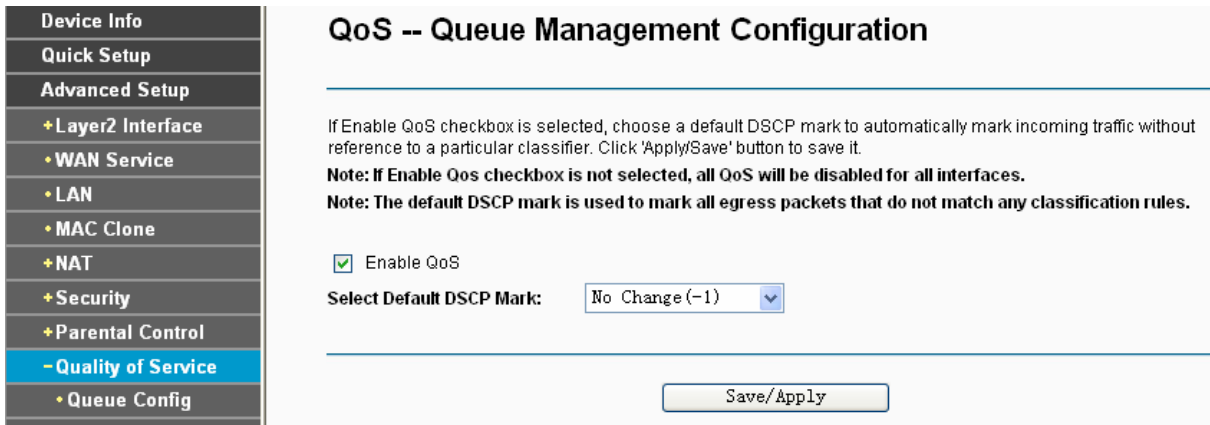 Device Info
Quick Setup
Advanced Setup
+Layer2 Interface
•WAN Service
•LAN
•MAC Clone
+NAT
+Security
+Parental Control
-Quality of Service
•Queue Config
QoS -- Queue Management Configuration
If Enable QoS checkbox is selected, choose a default DSCP mark to automatically mark incoming traffic without
reference to a particular classifier. Click 'Apply/Save' button to save it.
Note: If Enable Qos checkbox is not selected, all QoS will be disabled for all interfaces.
Note: The default DSCP mark is used to mark all egress packets that do not match any classification rules.
Enable QoS
Select Default DSCP Mark: No Change(-1)
Save/Apply